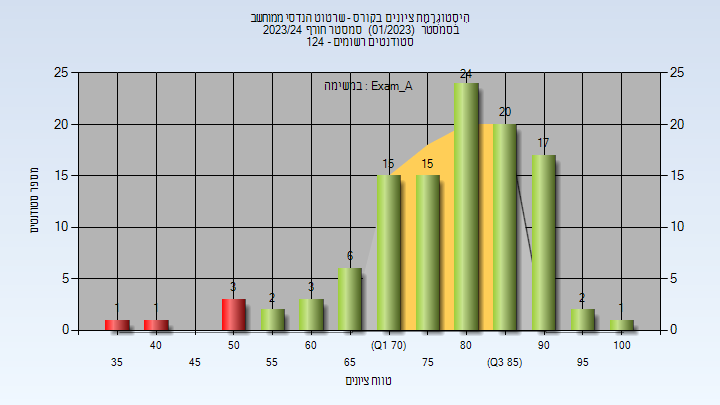 היסטוגרמת ציונים בקורס - שרטוט הנדסי ממוחשב
בסמסטר (01/2023) סמסטר חורף 2023/24
סטודנטים רשומים - 124
במשימה : Exam_A
מספר סטודנטים
25 20 15 10 5 0
25 20 15 10 5 0
1 1 3 2 3 6 15 15 24 20 17 2 1
40 50 60 (Q1 70) 80 90 100
35 45 55 65 75 (Q3 85) 95
טווח ציונים